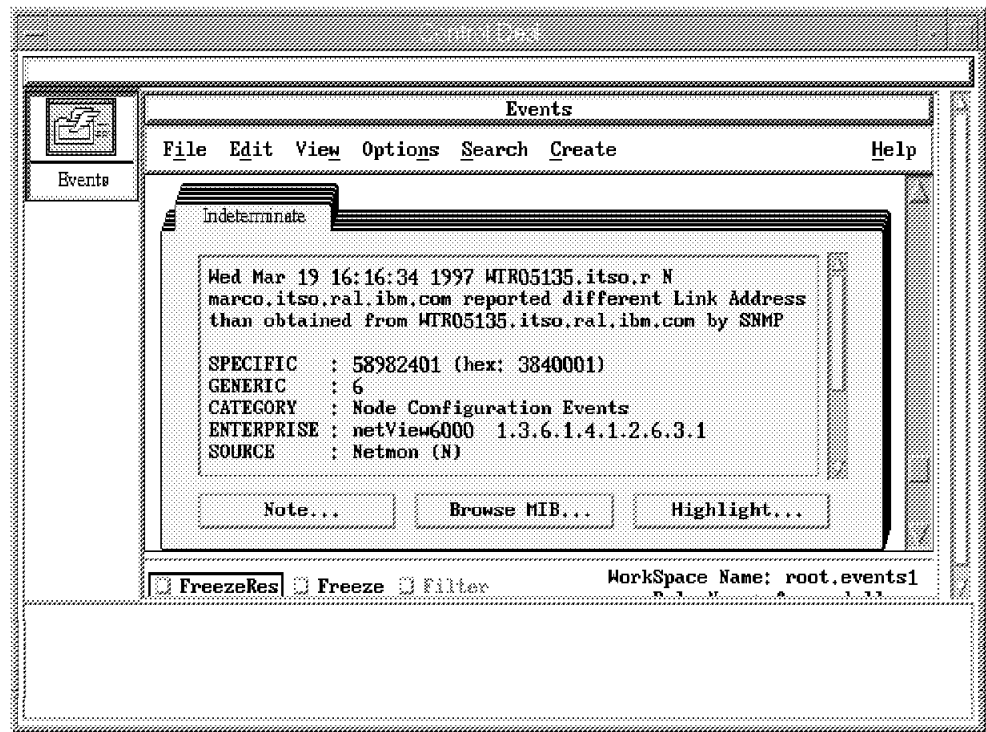 Control Desk
Events
File Edit View Options Search Create Help
Events
Indeterminate
Wed Mar 19 16:16:34 1997 WTR05135.itso.r N
marco.itso.ral.ibm.com reported different Link Address
than obtained from WTR05135.itso.ral.ibm.com by SNMP
SPECIFIC : 58982401 (hex: 3840001)
GENERIC : 6
CATEGORY : Node Configuration Events
ENTERPRISE : netView6000 1.3.6.1.4.1.2.6.3.1
SOURCE : Netmon (N)
Note... Browse MIB... Highlight...
FreezeRes Freeze Filter WorkSpace Name: root.events1